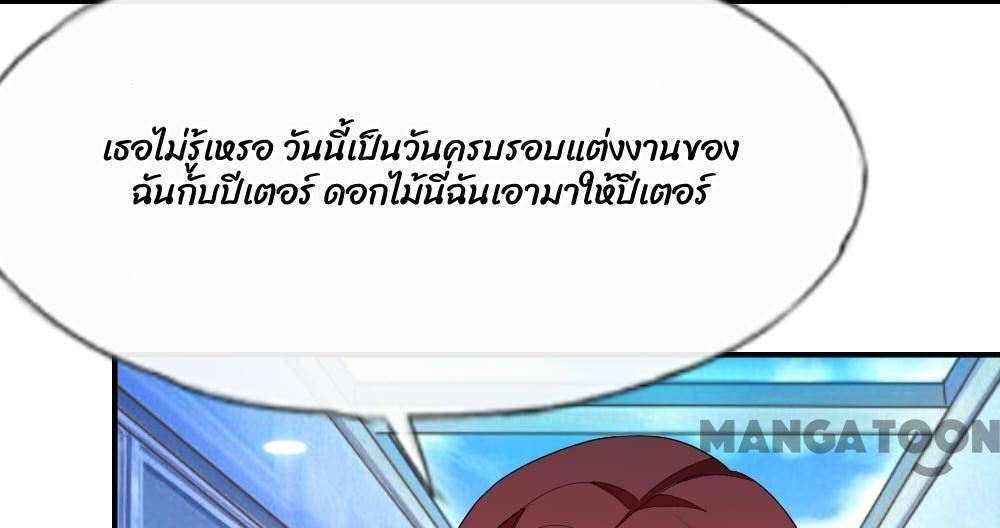 เธอไม่รู้เหรอ วันนี้เป็นวันครบรอบแต่งงานของ
ฉันกับปีเตอร์ ดอกไม้นี่ฉันเอามาให้ปีเตอร์
MANGATOON